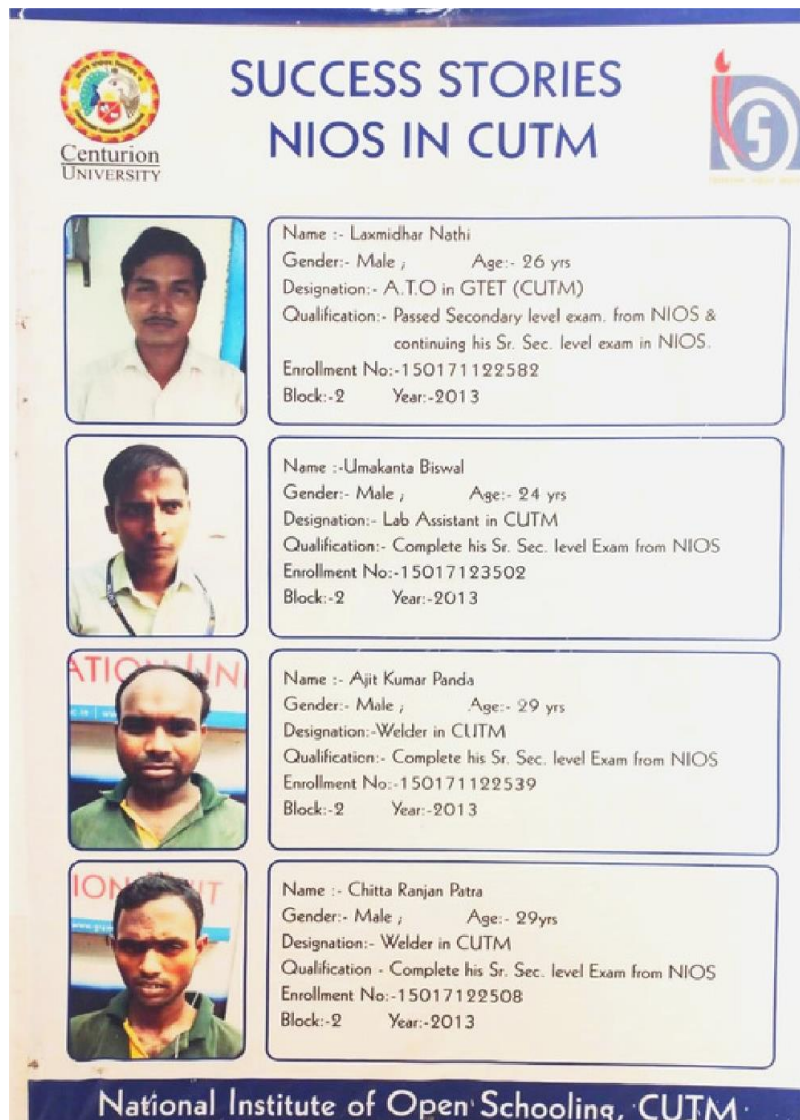 SUCCESS STORIES
NIOS IN CUTM
Centurion
UNIVERSITY
Name :- Laxmidhar Nathi
Gender:- Male ; Age:- 26 yrs
Designation:- A.T.O in GTET (CUTM)
Qualification:- Passed Secondary level exam. from NIOS &
continuing his Sr. Sec. level exam in NIOS.
Enrollment No:-150171122582
Block:-2 Year:-2013
Name :-Umakanta Biswal
Gender:- Male ; Age:- 24 yrs
Designation:- Lab Assistant in CUTM
Qualification:- Complete his Sr. Sec. level Exam from NIOS
Enrollment No:-15017123502
Block:-2 Year:-2013
ATION UNI
Name :- Ajit Kumar Panda
Gender:- Male ; Age:- 29 yrs
Designation:-Welder in CUTM
Qualification:- Complete his Sr. Sec. level Exam from NIOS
Enrollment No:-150171122539
Block:-2 Year:-2013
ION
Name :- Chitta Ranjan Patra
Gender:- Male ; Age:- 29yrs
Designation:- Welder in CUTM
Qualification - Complete his Sr. Sec. level Exam from NIOS
Enrollment No:-15017122508
Block:-2 Year:-2013
National Institute of Open Schooling, CUTM